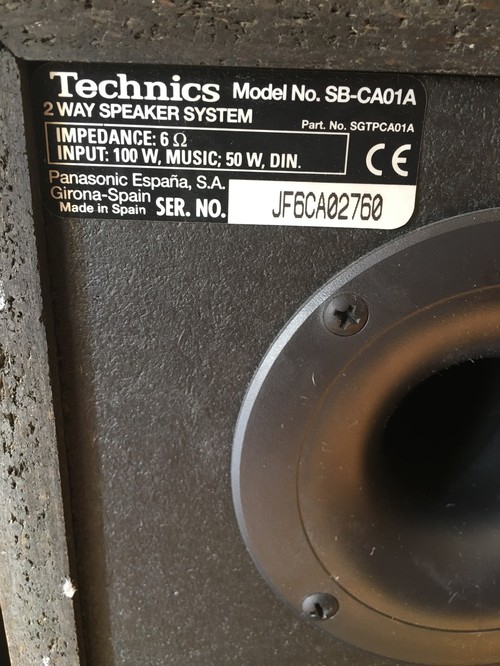 Technics Model No. SB-CA01A
2 WAY SPEAKER SYSTEM
Part. No. SGTPCA01A
IMPEDANCE: 6 Ω
INPUT: 100 W, MUSIC; 50 W, DIN.
CE
Panasonic España, S.A.
Girona-Spain
Made in Spain SER. NO. JF6CA02760